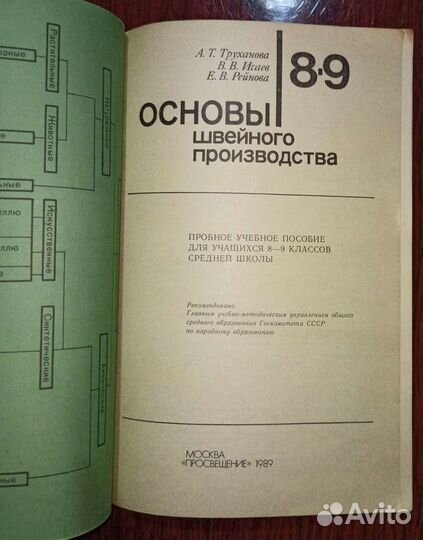 А. Т. Труханова
В. В. Исаев
Е. В. Рейнова
8·9
ОСНОВЫ
швейного
производства
ПРОБНОЕ УЧЕБНОЕ ПОСОБИЕ
ДЛЯ УЧАЩИХСЯ 8—9 КЛАССОВ
СРЕДНЕЙ ШКОЛЫ
Рекомендовано
Главным учебно-методическим управлением общего
среднего образования Госкомитета СССР
по народному образованию
МОСКВА
«ПРОСВЕЩЕНИЕ» 1989
Растительные
Животные
Натуральные
Искусственные
Синтетические
Химические
Avito